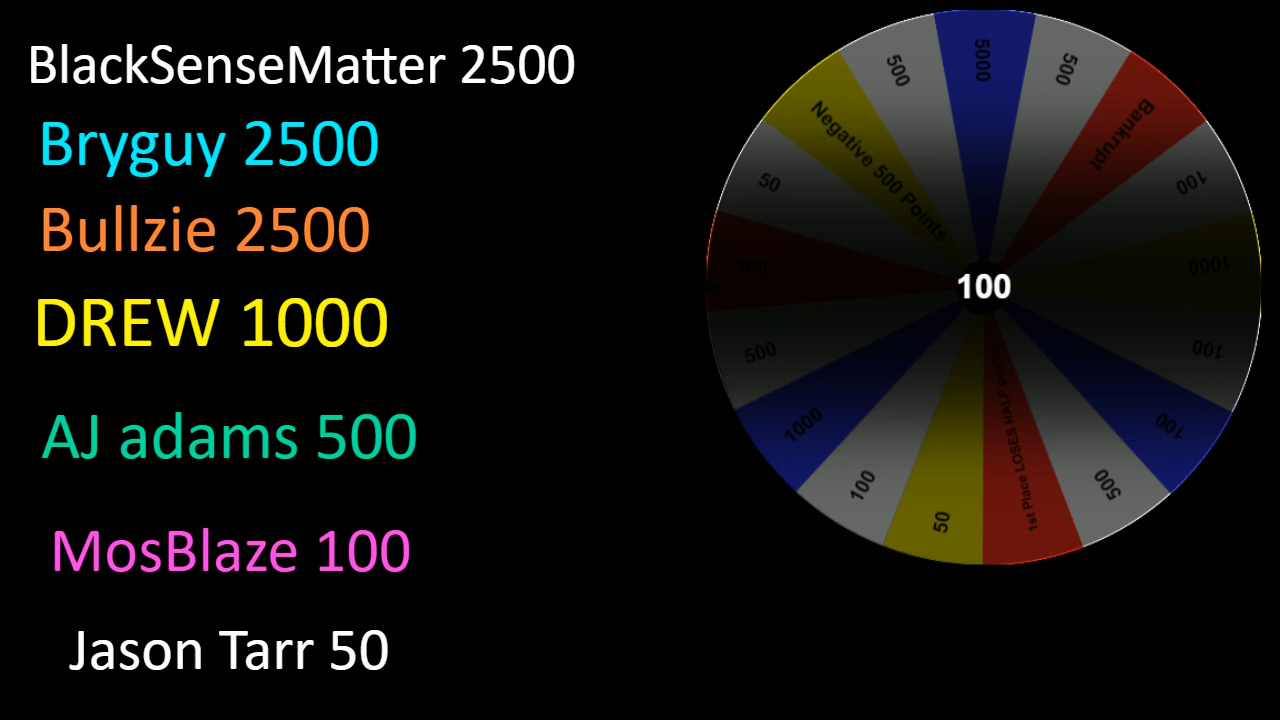 BlackSenseMatter 2500
Bryguy 2500
Bullzie 2500
DREW 1000
AJ adams 500
MosBlaze 100
Jason Tarr 50
5000
500
Bankrupt
100
1000
100
100
500
1st Place LOSES HALF points
50
100
1000
500
100
50
Negative 500 Points
500
100